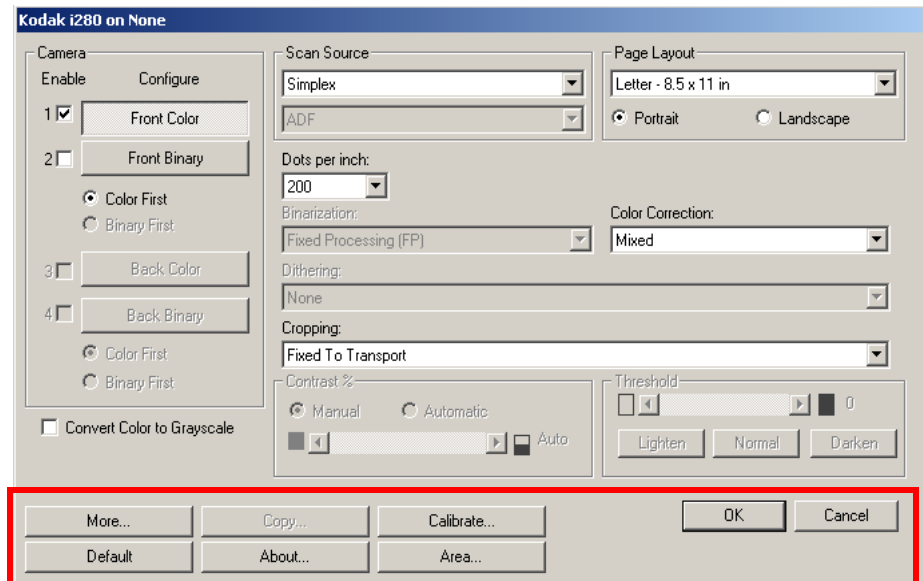 Kodak i280 on None
Camera
Enable Configure
1 Front Color
2 Front Binary
Color First
Binary First
3 Back Color
4 Back Binary
Color First
Binary First
Convert Color to Grayscale
Scan Source
Simplex
ADF
Page Layout
Letter - 8.5 x 11 in
Portrait Landscape
Dots per inch:
200
Binarization:
Fixed Processing (FP)
Color Correction:
Mixed
Dithering:
None
Cropping:
Fixed To Transport
Contrast %
Manual Automatic
Auto
Threshold
0
Lighten Normal Darken
More... Copy... Calibrate... OK Cancel
Default About... Area...